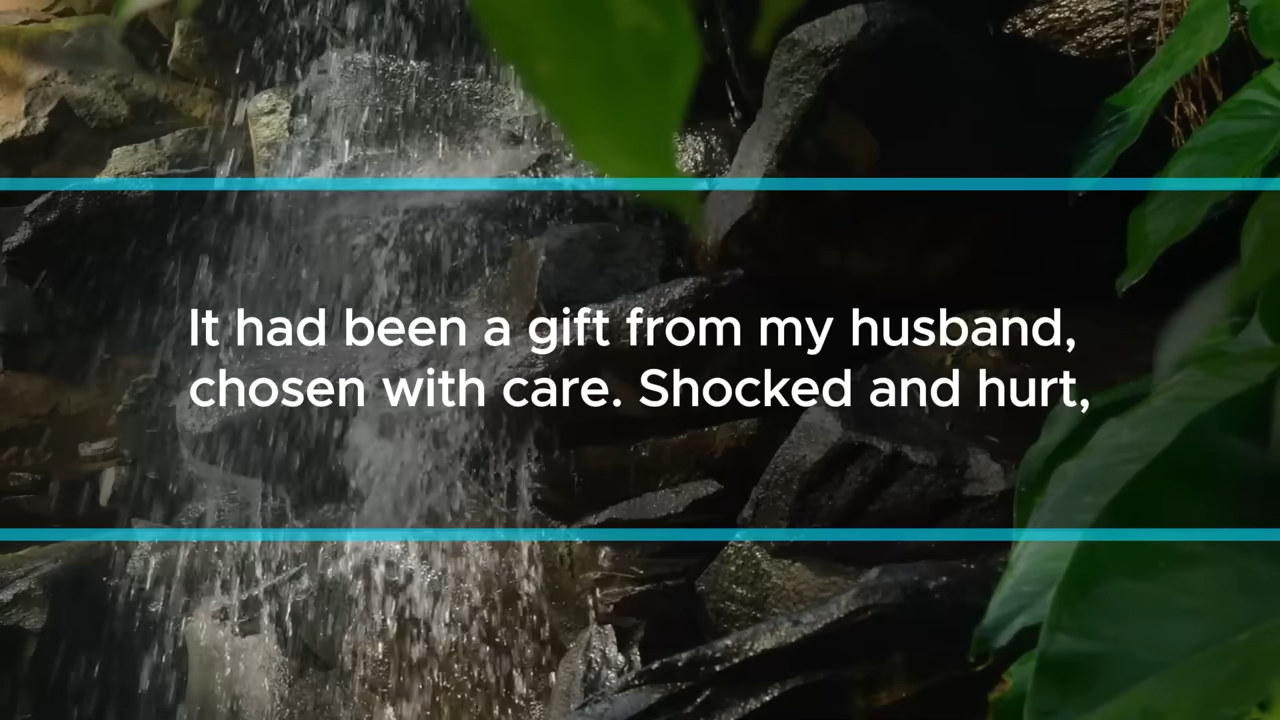 It had been a gift from my husband,
chosen with care. Shocked and hurt,